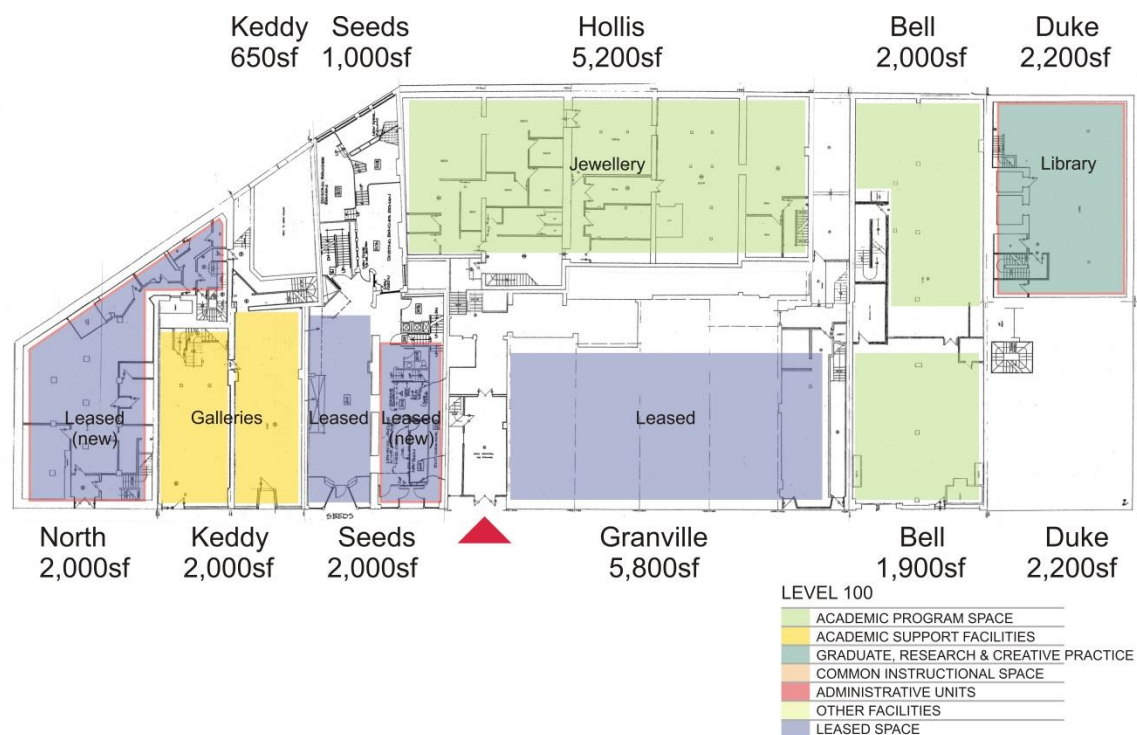 Keddy
650sf
Seeds
1,000sf
Hollis
5,200sf
Bell
2,000sf
Duke
2,200sf
Jewellery
Library
Leased
(new)
Galleries
Leased
Leased
(new)
Leased
SEEDS
North
2,000sf
Keddy
2,000sf
Seeds
2,000sf
Granville
5,800sf
Bell
1,900sf
Duke
2,200sf
LEVEL 100
ACADEMIC PROGRAM SPACE
ACADEMIC SUPPORT FACILITIES
GRADUATE, RESEARCH & CREATIVE PRACTICE
COMMON INSTRUCTIONAL SPACE
ADMINISTRATIVE UNITS
OTHER FACILITIES
LEASED SPACE